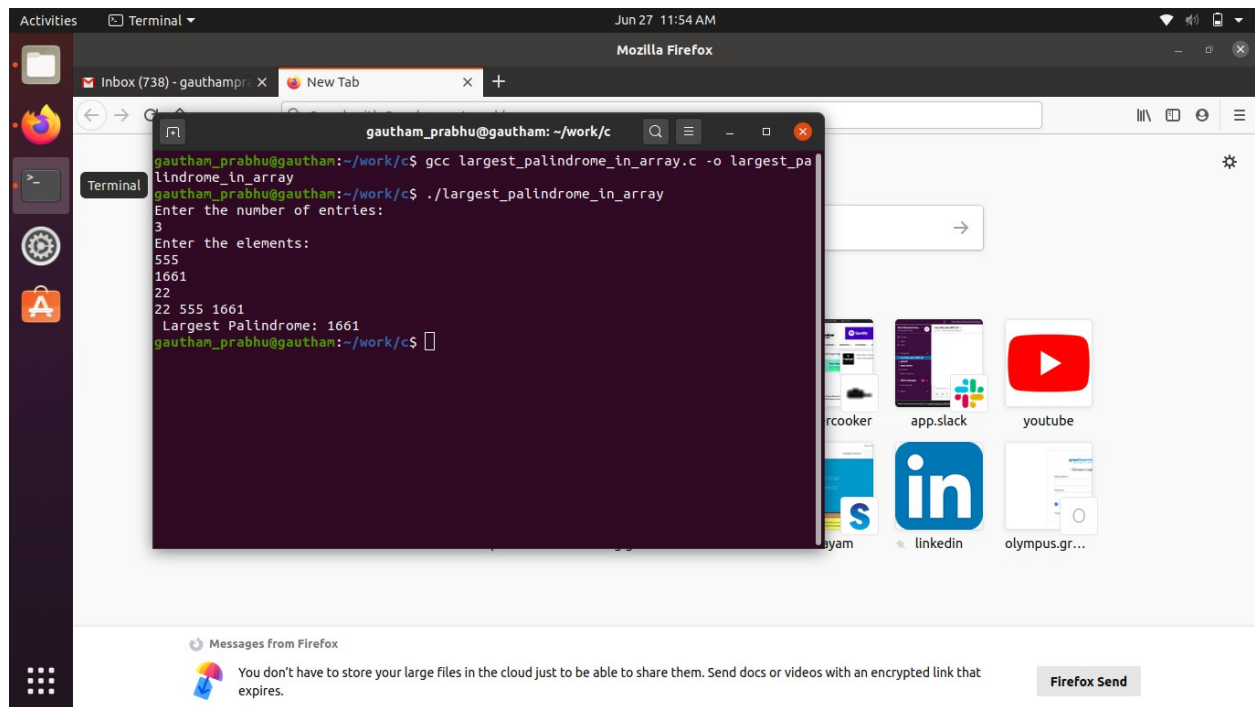 Activities
Terminal
Jun 27 11:54 AM
Mozilla Firefox
Inbox (738) - gauthampra
New Tab
gautham_prabhu@gautham: ~/work/c
gautham_prabhu@gautham:~/work/c$ gcc largest_palindrome_in_array.c -o largest_pa
lindrome_in_array
gautham_prabhu@gautham:~/work/c$ ./largest_palindrome_in_array
Enter the number of entries:
3
Enter the elements:
555
1661
22
22 555 1661
Largest Palindrome: 1661
gautham_prabhu@gautham:~/work/c$
Terminal
rcooker
app.slack
youtube
ayam
linkedin
olympus.gr...
Messages from Firefox
You don't have to store your large files in the cloud just to be able to share them. Send docs or videos with an encrypted link that
expires.
Firefox Send